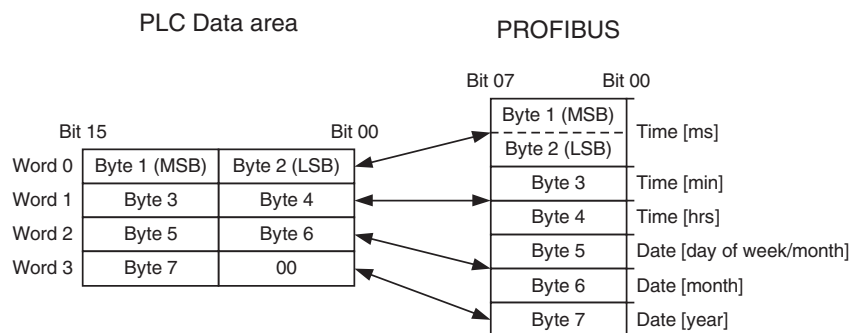 PLC Data area
PROFIBUS
Bit 07 Bit 00
Byte 1 (MSB)
Time [ms]
Byte 2 (LSB)
Bit 15 Bit 00
Word 0 Byte 1 (MSB) Byte 2 (LSB)
Byte 3 Time [min]
Word 1 Byte 3 Byte 4
Byte 4 Time [hrs]
Word 2 Byte 5 Byte 6
Byte 5 Date [day of week/month]
Word 3 Byte 7 00
Byte 6 Date [month]
Byte 7 Date [year]